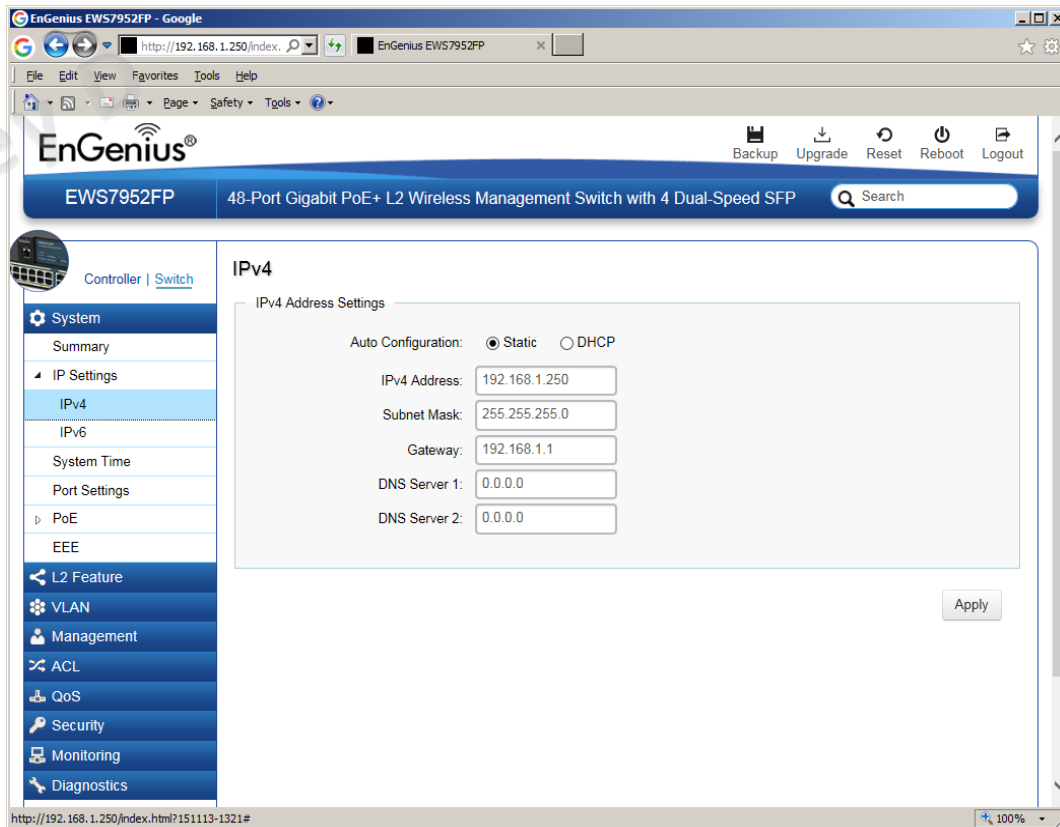 EnGenius EWS7952FP - Google
http://192.168.1.250/index.
EnGenius EWS7952FP
File Edit View Favorites Tools Help
Page Safety Tools
EnGenius®
Backup Upgrade Reset Reboot Logout
EWS7952FP 48-Port Gigabit PoE+ L2 Wireless Management Switch with 4 Dual-Speed SFP Search
Controller | Switch
System
Summary
IP Settings
IPv4
IPv6
System Time
Port Settings
PoE
EEE
L2 Feature
VLAN
Management
ACL
QoS
Security
Monitoring
Diagnostics
IPv4
IPv4 Address Settings
Auto Configuration: Static DHCP
IPv4 Address: 192.168.1.250
Subnet Mask: 255.255.255.0
Gateway: 192.168.1.1
DNS Server 1: 0.0.0.0
DNS Server 2: 0.0.0.0
Apply
http://192.168.1.250/index.html?151113-1321#
100%